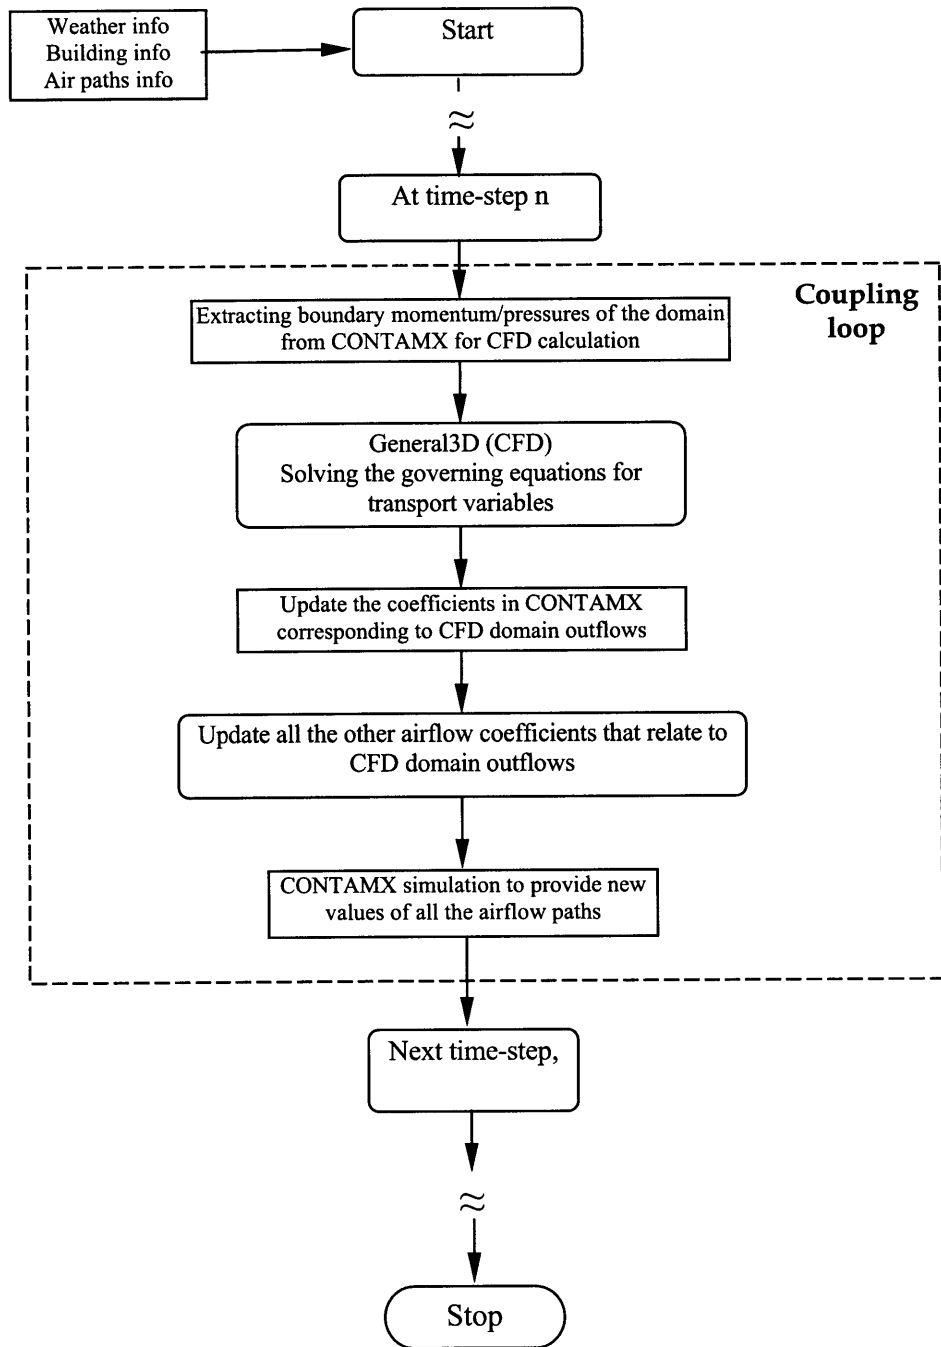 Weather info
Building info
Air paths info
Start
≈
At time-step n
Coupling
loop
Extracting boundary momentum/pressures of the domain
from CONTAMX for CFD calculation
General3D (CFD)
Solving the governing equations for
transport variables
Update the coefficients in CONTAMX
corresponding to CFD domain outflows
Update all the other airflow coefficients that relate to
CFD domain outflows
CONTAMX simulation to provide new
values of all the airflow paths
Next time-step,
≈
Stop